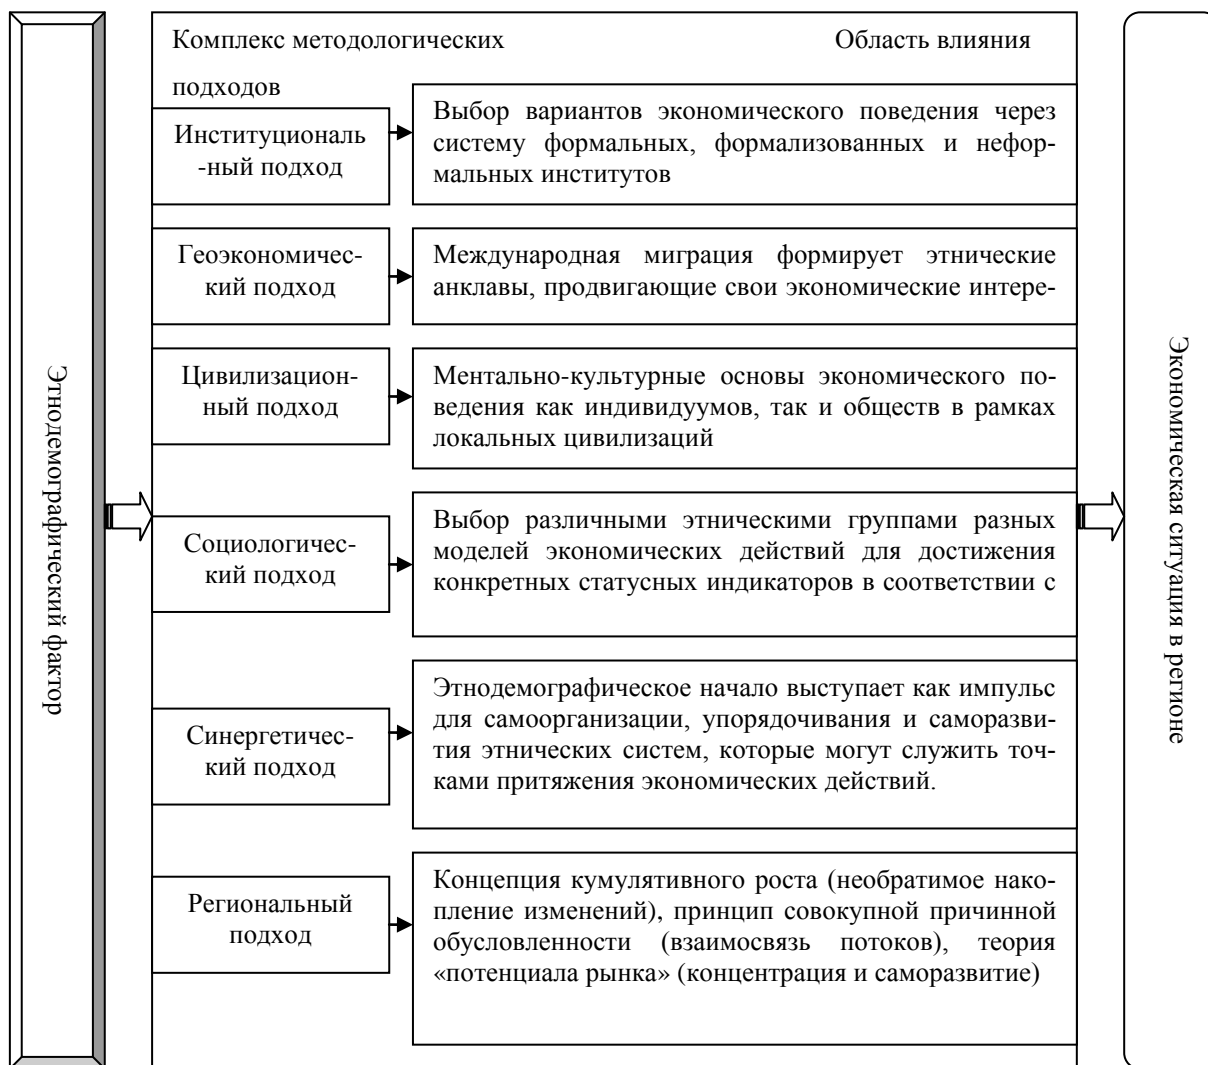 Этнодемографический фактор
Комплекс методологических Область влияния
подходов
Институциональ
-ный подход
Выбор вариантов экономического поведения через
систему формальных, формализованных и нефор-
мальных институтов
Геоэкономичес-
кий подход
Международная миграция формирует этнические
анклавы, продвигающие свои экономические интере-
Цивилизацион-
ный подход
Ментально-культурные основы экономического по-
ведения как индивидуумов, так и обществ в рамках
локальных цивилизаций
Социологичес-
кий подход
Выбор различными этническими группами разных
моделей экономических действий для достижения
конкретных статусных индикаторов в соответствии с
Синергетичес-
кий подход
Этнодемографическое начало выступает как импульс
для самоорганизации, упорядочивания и саморазви-
тия этнических систем, которые могут служить точ-
ками притяжения экономических действий.
Региональный
подход
Концепция кумулятивного роста (необратимое нако-
пление изменений), принцип совокупной причинной
обусловленности (взаимосвязь потоков), теория
«потенциала рынка» (концентрация и саморазвитие)
Экономическая ситуация в регионе